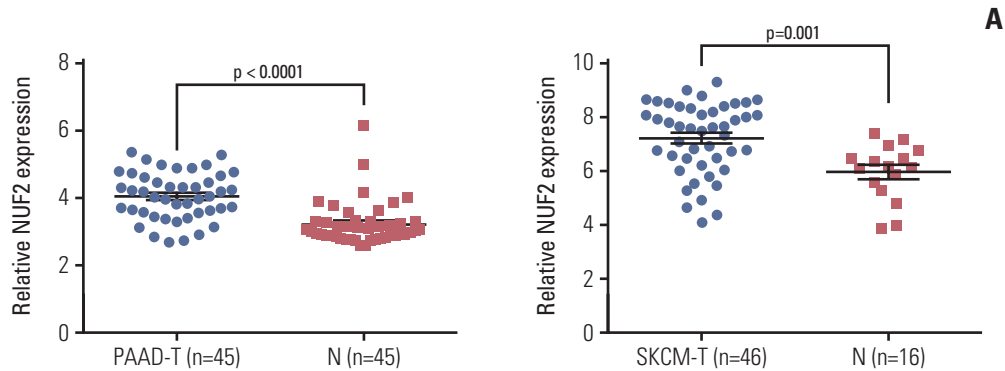 A
p < 0.0001
Relative NUF2 expression
8
6
4
2
0
PAAD-T (n=45)
N (n=45)
p=0.001
Relative NUF2 expression
10
8
6
4
2
0
SKCM-T (n=46)
N (n=16)